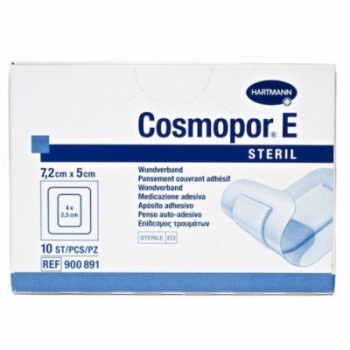 HARTMANN
Cosmopor® E
STERIL
7,2cm x 5cm
Wundverband
Pansement couvrant adhésif
Wondverband
Medicazione adesiva
Apósito adhesivo
Penso auto-adesivo
Επίδεσμος τραυμάτων
4 x
2,5 cm
STERILE EO
10 ST/PCS/PZ
REF 900 891